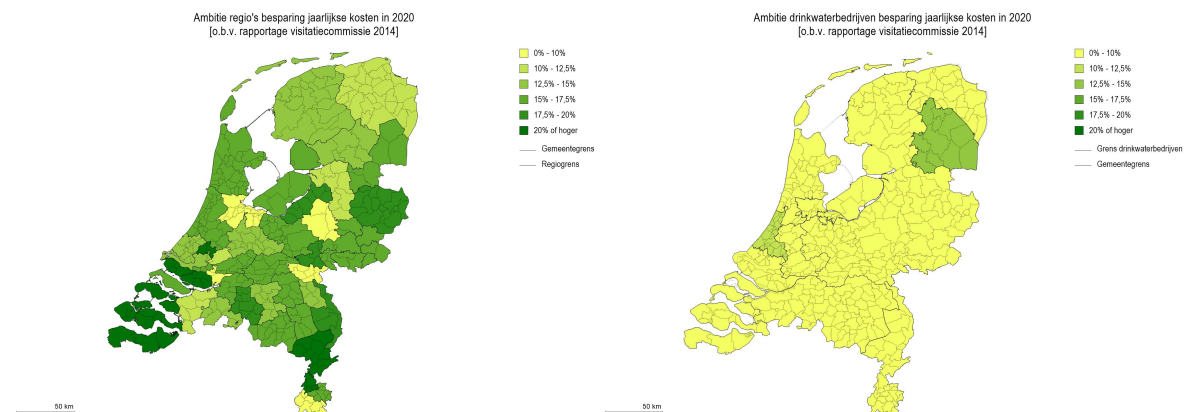 Ambitie regio's besparing jaarlijkse kosten in 2020
[o.b.v. rapportage visitatiecommissie 2014]
0% - 10%
10% - 12,5%
12,5% - 15%
15% - 17,5%
17,5% - 20%
20% of hoger
Gemeentegrens
Regiogrens
50 km
Ambitie drinkwaterbedrijven besparing jaarlijkse kosten in 2020
[o.b.v. rapportage visitatiecommissie 2014]
0% - 10%
10% - 12,5%
12,5% - 15%
15% - 17,5%
17,5% - 20%
20% of hoger
Grens drinkwaterbedrijven
Gemeentegrens
50 km